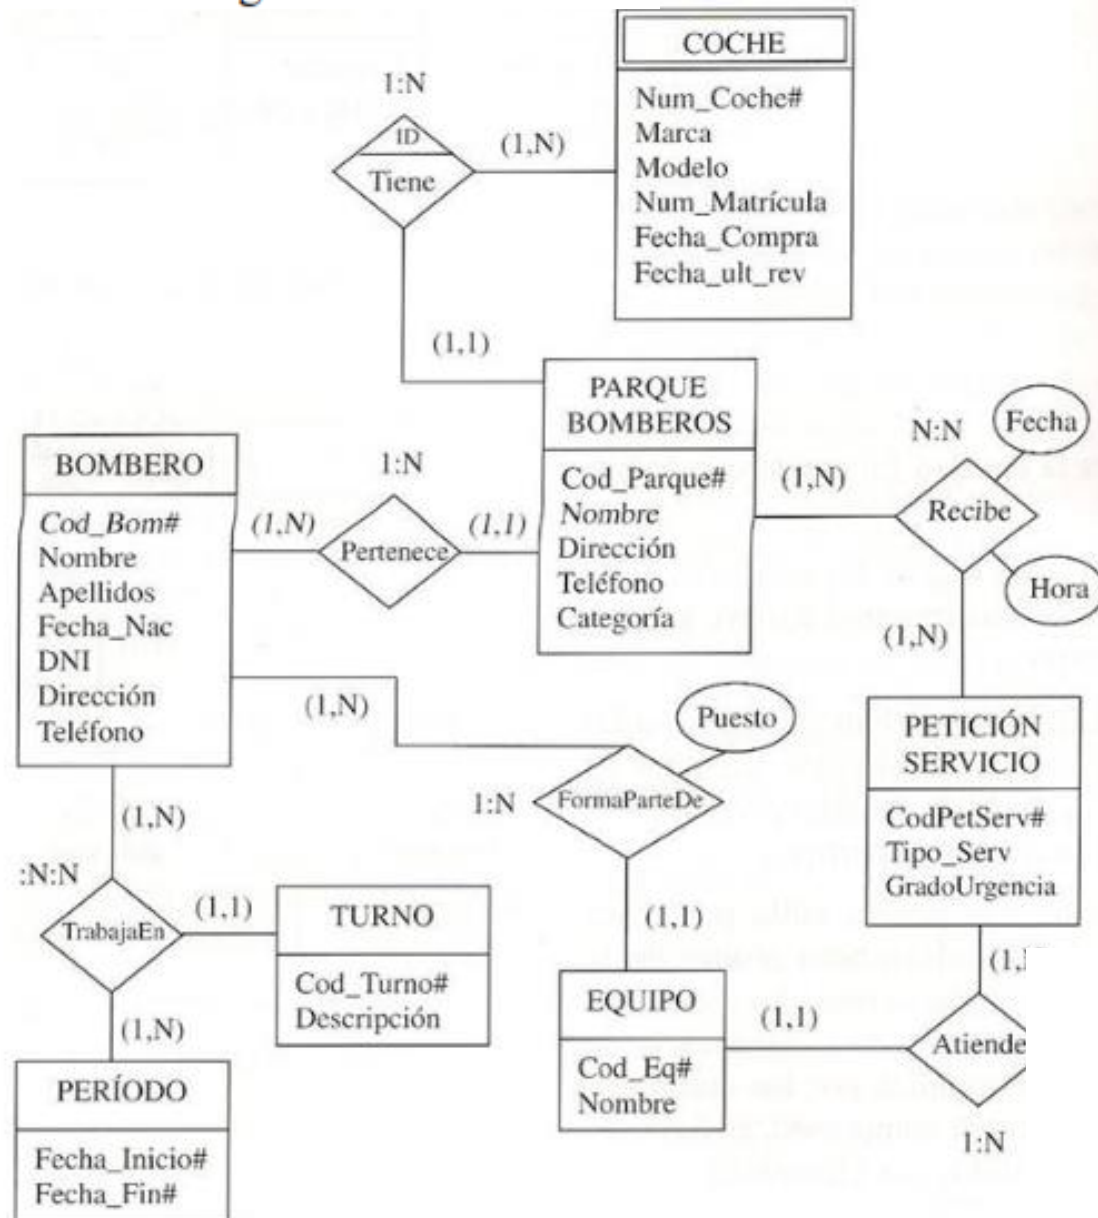 COCHE
Num_Coche#
Marca
Modelo
Num_Matrícula
Fecha_Compra
Fecha_ult_rev
1:N
ID
Tiene
(1,N)
(1,1)
PARQUE
BOMBEROS
Cod_Parque#
Nombre
Dirección
Teléfono
Categoría
N:N
Fecha
(1,N)
Recibe
Hora
(1,N)
BOMBERO
Cod_Bom#
Nombre
Apellidos
Fecha_Nac
DNI
Dirección
Teléfono
1:N
(1,N)
Pertenece
(1,1)
(1,N)
Puesto
1:N
FormaParteDe
(1,1)
PETICIÓN
SERVICIO
CodPetServ#
Tipo_Serv
GradoUrgencia
(1,N)
:N:N
TrabajaEn
(1,1)
TURNO
Cod_Turno#
Descripción
(1,N)
PERÍODO
Fecha_Inicio#
Fecha_Fin#
EQUIPO
Cod_Eq#
Nombre
(1,1)
Atiende
1:N